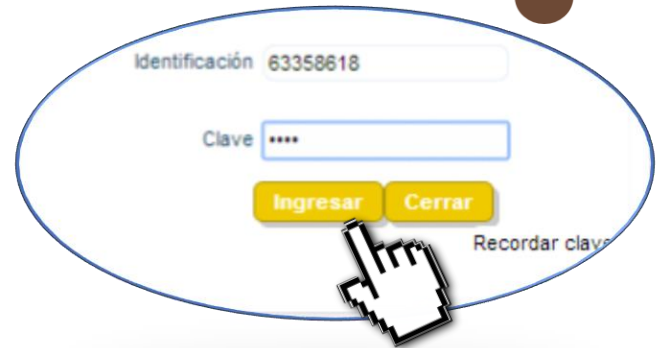 Identificación 63358618
Clave ••••
Ingresar Cerrar
Recordar clave